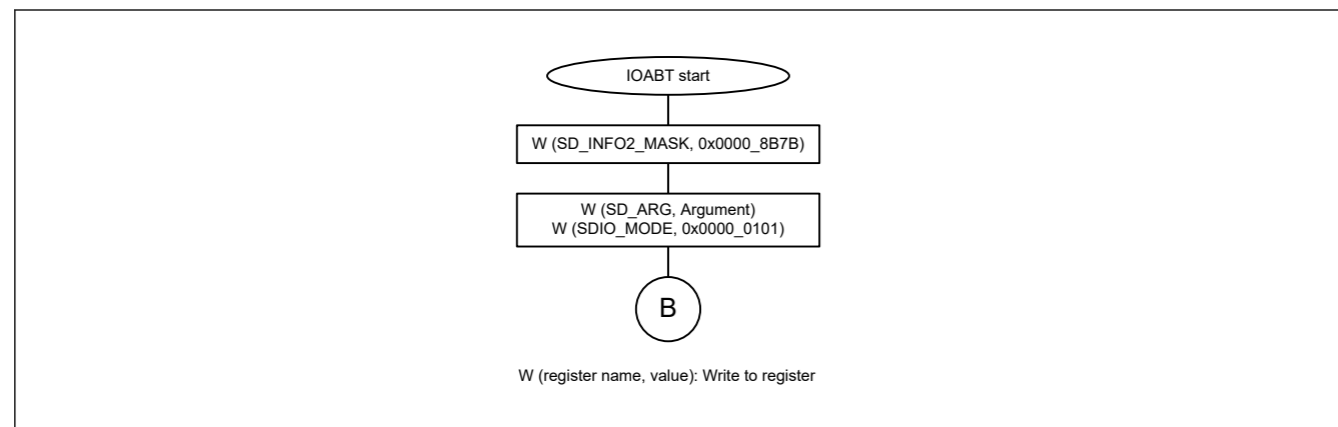 IOABT start
W (SD_INFO2_MASK, 0x0000_8B7B)
W (SD_ARG, Argument)
W (SDIO_MODE, 0x0000_0101)
B
W (register name, value): Write to register